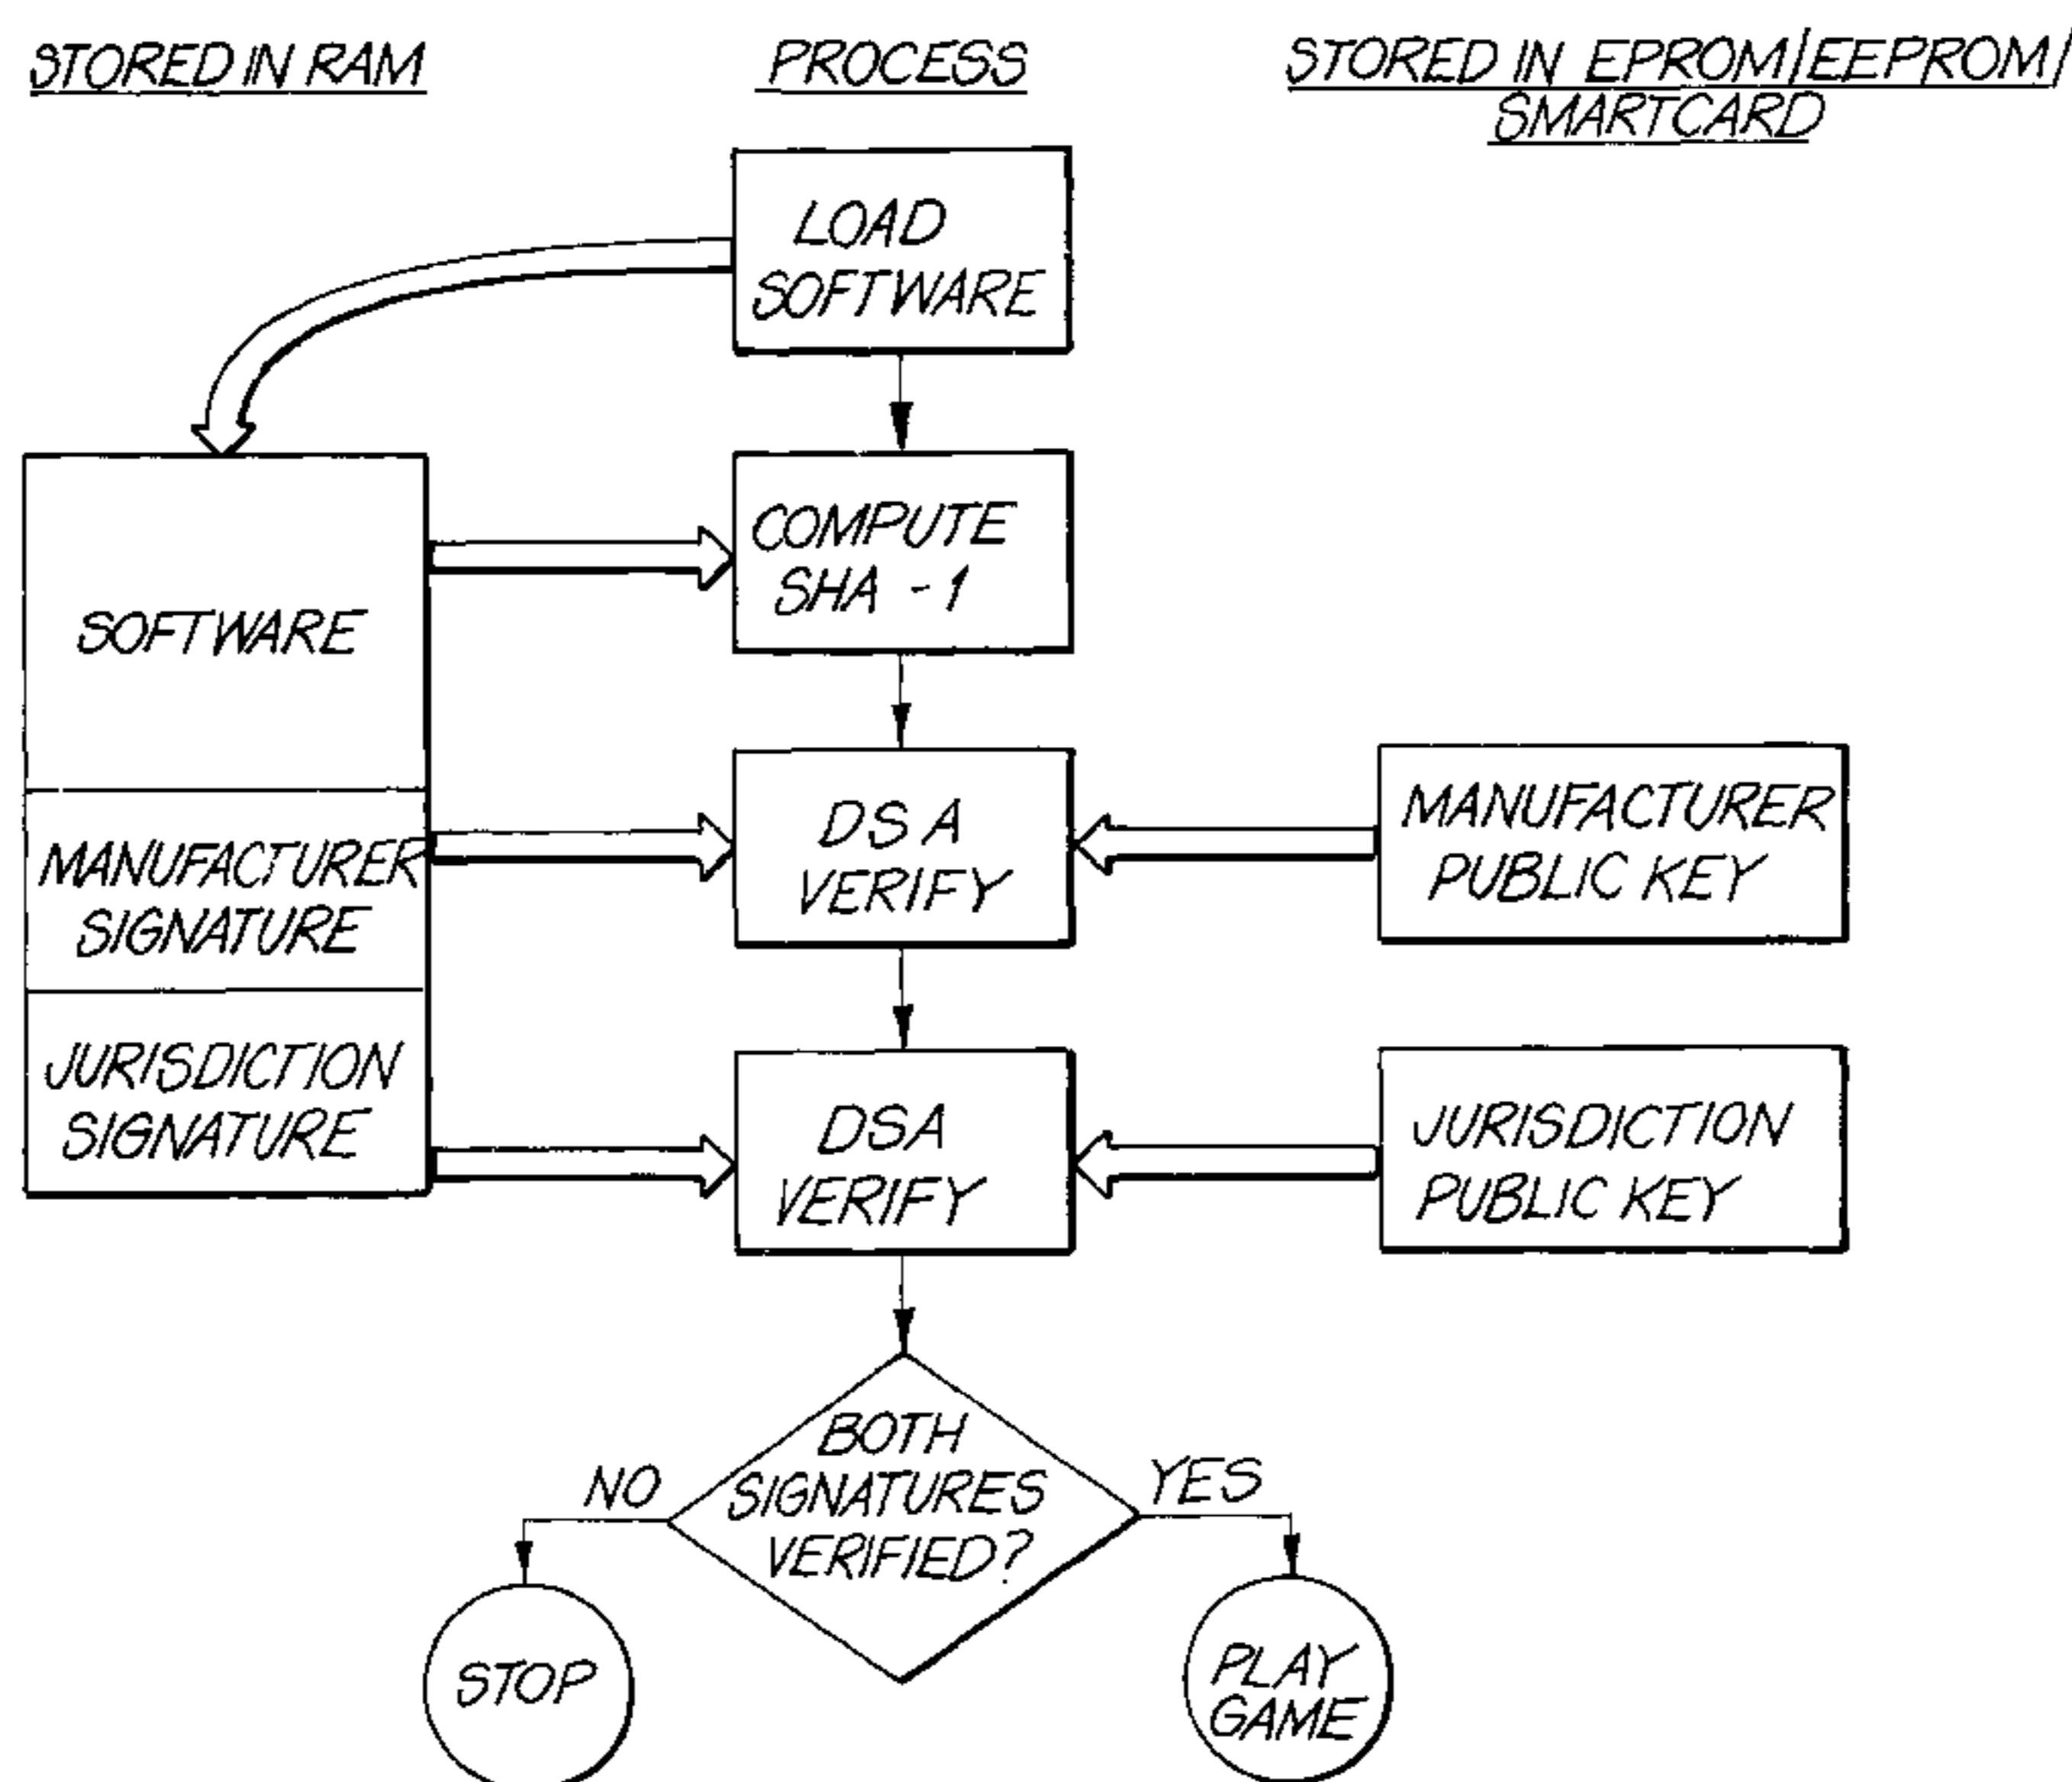 STORED IN RAM
PROCESS
STORED IN EPROM/EEPROM/
SMARTCARD
LOAD
SOFTWARE
COMPUTE
SHA -1
SOFTWARE
MANUFACTURER
SIGNATURE
JURISDICTION
SIGNATURE
DSA
VERIFY
MANUFACTURER
PUBLIC KEY
DSA
VERIFY
JURISDICTION
PUBLIC KEY
BOTH
SIGNATURES
VERIFIED?
NO
YES
STOP
PLAY
GAME